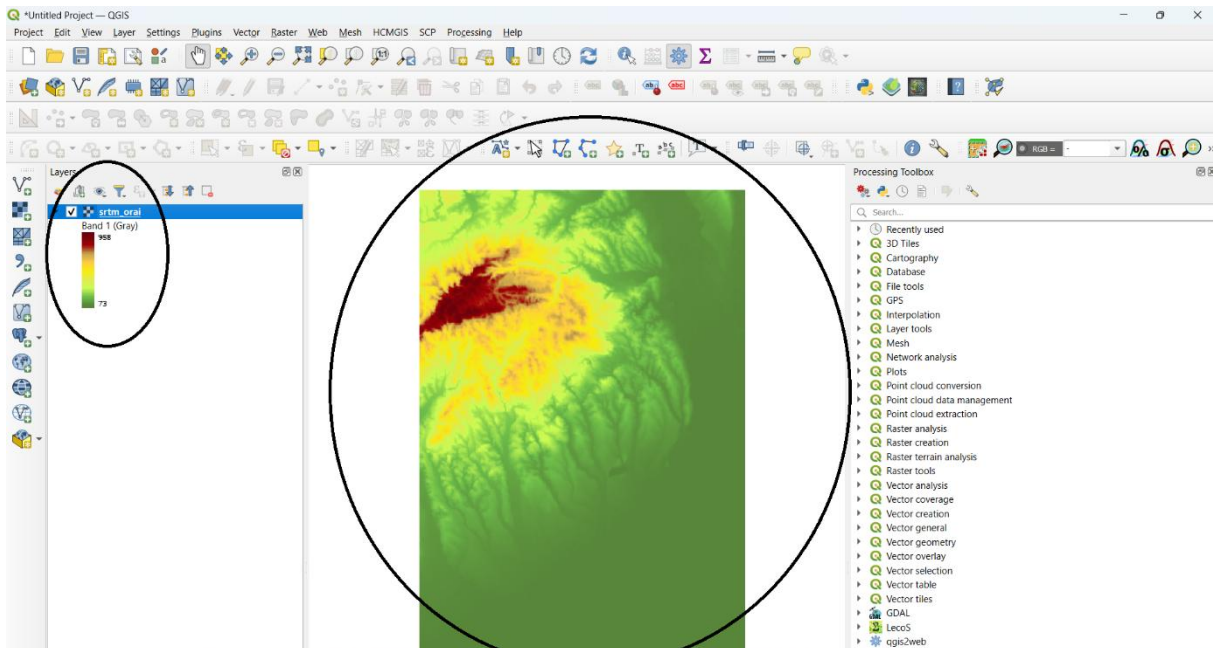 *Untitled Project — QGIS
Project Edit View Layer Settings Plugins Vector Raster Web Mesh HCMGIS SCP Processing Help
RGB = -
Layers
srtm_orai
Band 1 (Gray)
958
73
Processing Toolbox
Search...
Recently used
3D Tiles
Cartography
Database
File tools
GPS
Interpolation
Layer tools
Mesh
Network analysis
Plots
Point cloud conversion
Point cloud data management
Point cloud extraction
Raster analysis
Raster creation
Raster terrain analysis
Raster tools
Vector analysis
Vector coverage
Vector creation
Vector general
Vector geometry
Vector overlay
Vector selection
Vector table
Vector tiles
GDAL
LecoS
qgis2web